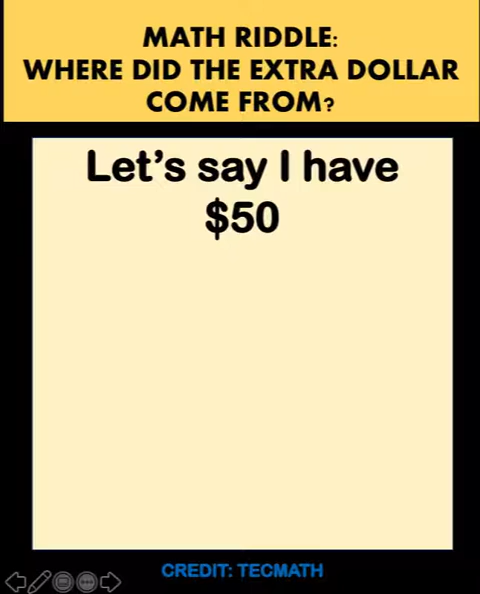 MATH RIDDLE:
WHERE DID THE EXTRA DOLLAR
COME FROM?
Let's say I have
$50
CREDIT: TECMATH